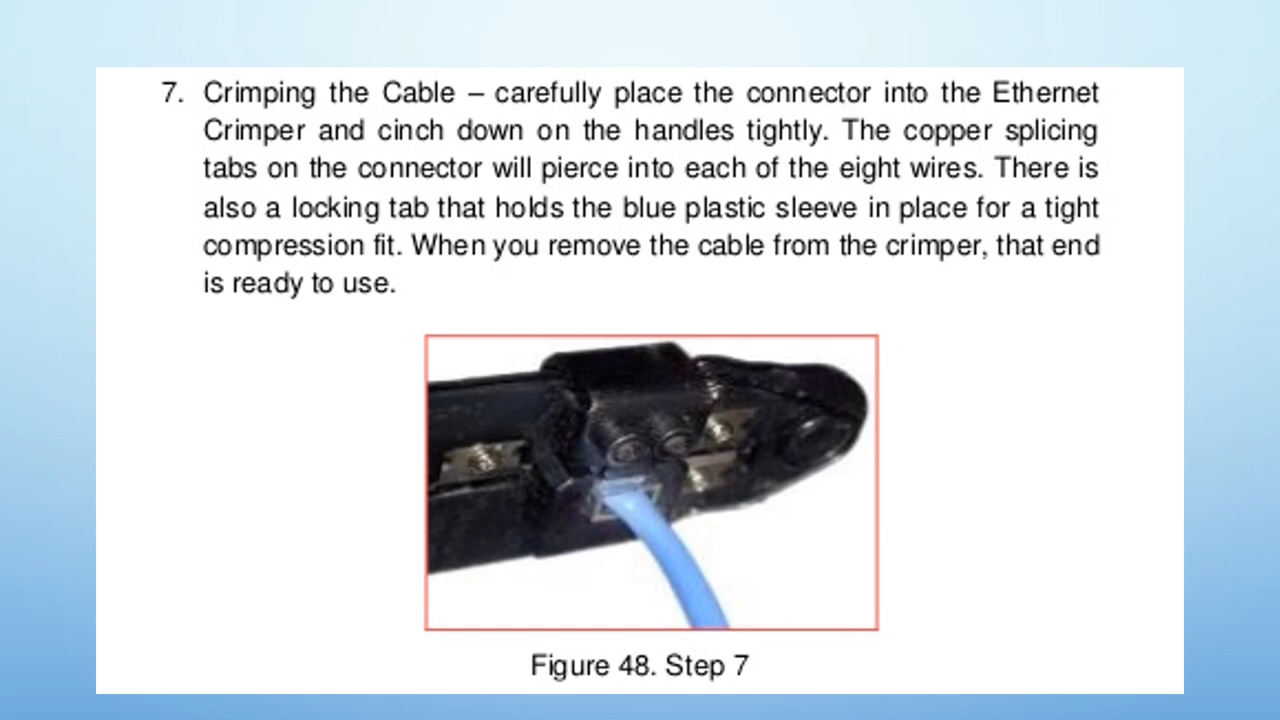 7. Crimping the Cable – carefully place the connector into the Ethernet
Crimper and cinch down on the handles tightly. The copper splicing
tabs on the connector will pierce into each of the eight wires. There is
also a locking tab that holds the blue plastic sleeve in place for a tight
compression fit. When you remove the cable from the crimper, that end
is ready to use.
Figure 48. Step 7